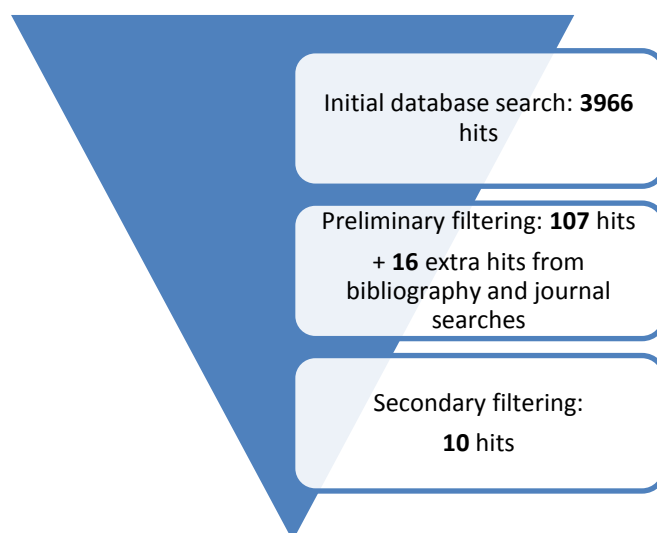 Initial database search: 3966
hits
Preliminary filtering: 107 hits
+ 16 extra hits from
bibliography and journal
searches
Secondary filtering:
10 hits